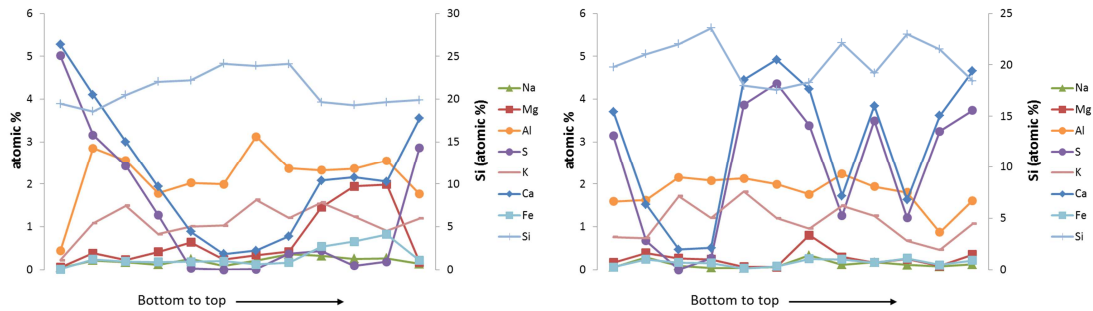 6
5
4
3
2
1
0
atomic %
30
25
20
15
10
5
0
Si (atomic %)
Na
Mg
Al
S
K
Ca
Fe
Si
Bottom to top
6
5
4
3
2
1
0
atomic %
25
20
15
10
5
0
Si (atomic %)
Na
Mg
Al
S
K
Ca
Fe
Si
Bottom to top